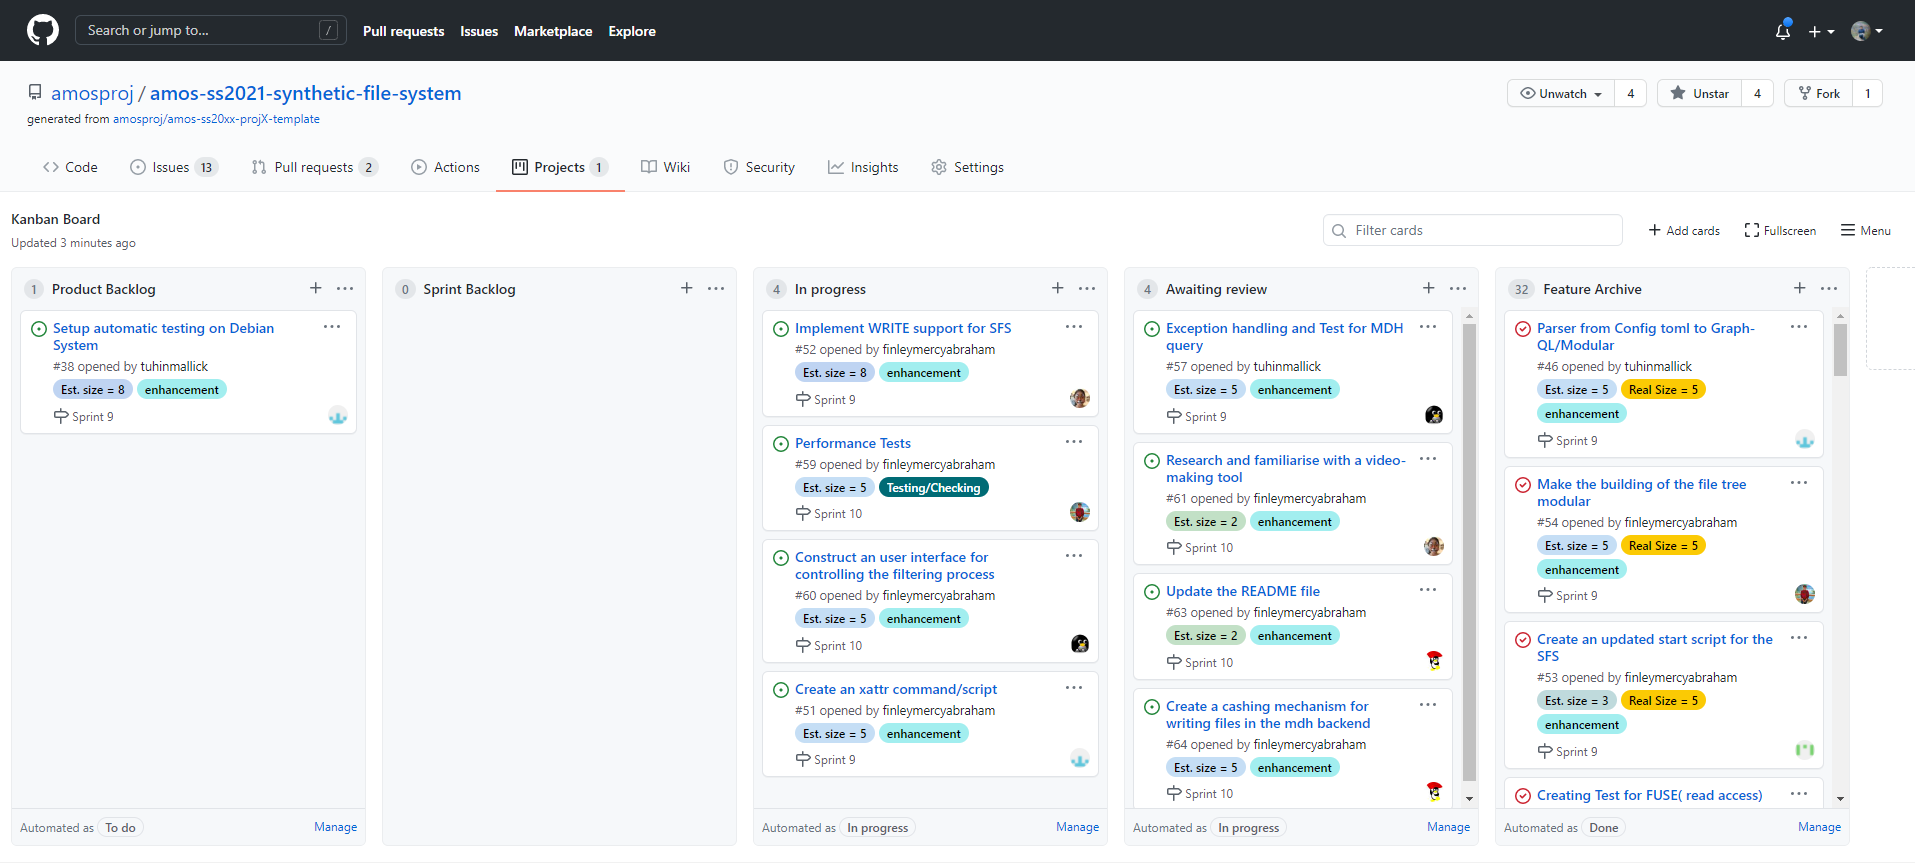 Search or jump to... /
Pull requests Issues Marketplace Explore
amosproj / amos-ss2021-synthetic-file-system
generated from amosproj/amos-ss20xx-projX-template
Unwatch 4
Unstar 4
Fork 1
Code
Issues 13
Pull requests 2
Actions
Projects 1
Wiki
Security
Insights
Settings
Kanban Board
Updated 3 minutes ago
Filter cards
Add cards
Fullscreen
Menu
1 Product Backlog
Setup automatic testing on Debian
System
#38 opened by tuhinmallick
Est. size = 8 enhancement
Sprint 9
Automated as To do Manage
0 Sprint Backlog
4 In progress
Implement WRITE support for SFS
#52 opened by finleymercyabraham
Est. size = 8 enhancement
Sprint 9
Performance Tests
#59 opened by finleymercyabraham
Est. size = 5 Testing/Checking
Sprint 10
Construct an user interface for
controlling the filtering process
#60 opened by finleymercyabraham
Est. size = 5 enhancement
Sprint 10
Create an xattr command/script
#51 opened by finleymercyabraham
Est. size = 5 enhancement
Sprint 9
Automated as In progress Manage
4 Awaiting review
Exception handling and Test for MDH
query
#57 opened by tuhinmallick
Est. size = 5 enhancement
Sprint 9
Research and familiarise with a video-
making tool
#61 opened by finleymercyabraham
Est. size = 2 enhancement
Sprint 10
Update the README file
#63 opened by finleymercyabraham
Est. size = 2 enhancement
Sprint 10
Create a cashing mechanism for
writing files in the mdh backend
#64 opened by finleymercyabraham
Est. size = 5 enhancement
Sprint 10
Automated as In progress Manage
32 Feature Archive
Parser from Config toml to Graph-
QL/Modular
#46 opened by tuhinmallick
Est. size = 5 Real Size = 5
enhancement
Sprint 9
Make the building of the file tree
modular
#54 opened by finleymercyabraham
Est. size = 5 Real Size = 5
enhancement
Sprint 9
Create an updated start script for the
SFS
#53 opened by finleymercyabraham
Est. size = 3 Real Size = 5
enhancement
Sprint 9
Creating Test for FUSE( read access)
Automated as Done Manage